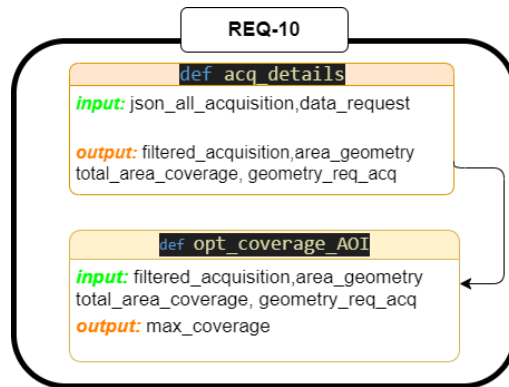 REQ-10
def acq_details
input: json_all_acquisition,data_request
output: filtered_acquisition,area_geometry
total_area_coverage, geometry_req_acq
def opt_coverage_AOI
input: filtered_acquisition,area_geometry
total_area_coverage, geometry_req_acq
output: max_coverage